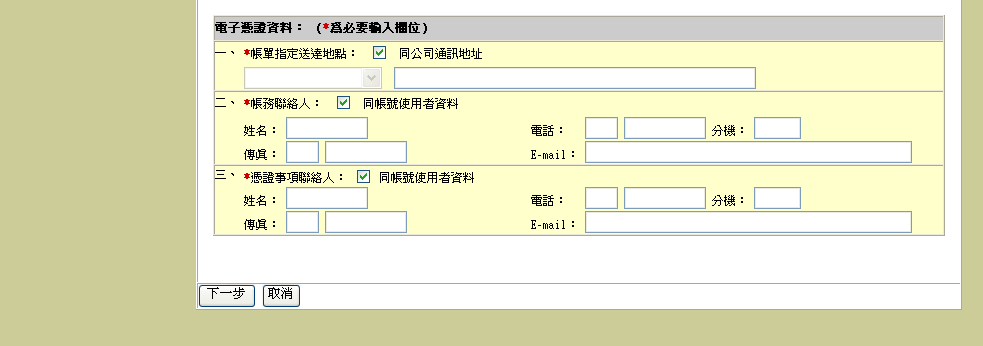 電子憑證資料： (*為必要輸入欄位)
一、 *帳單指定送達地點： 同公司通訊地址
二、 *帳務聯絡人： 同帳號使用者資料
姓名： 電話： 分機：
傳真： E-mail：
三、 *憑證事項聯絡人： 同帳號使用者資料
姓名： 電話： 分機：
傳真： E-mail：
下一步 取消